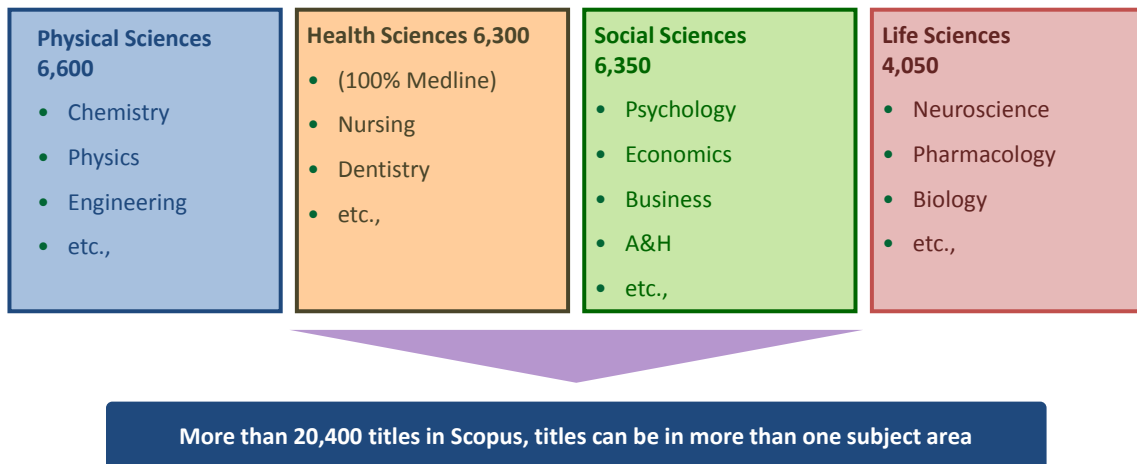 Physical Sciences
6,600
• Chemistry
• Physics
• Engineering
• etc.,
Health Sciences 6,300
• (100% Medline)
• Nursing
• Dentistry
• etc.,
Social Sciences
6,350
• Psychology
• Economics
• Business
• A&H
• etc.,
Life Sciences
4,050
• Neuroscience
• Pharmacology
• Biology
• etc.,
More than 20,400 titles in Scopus, titles can be in more than one subject area